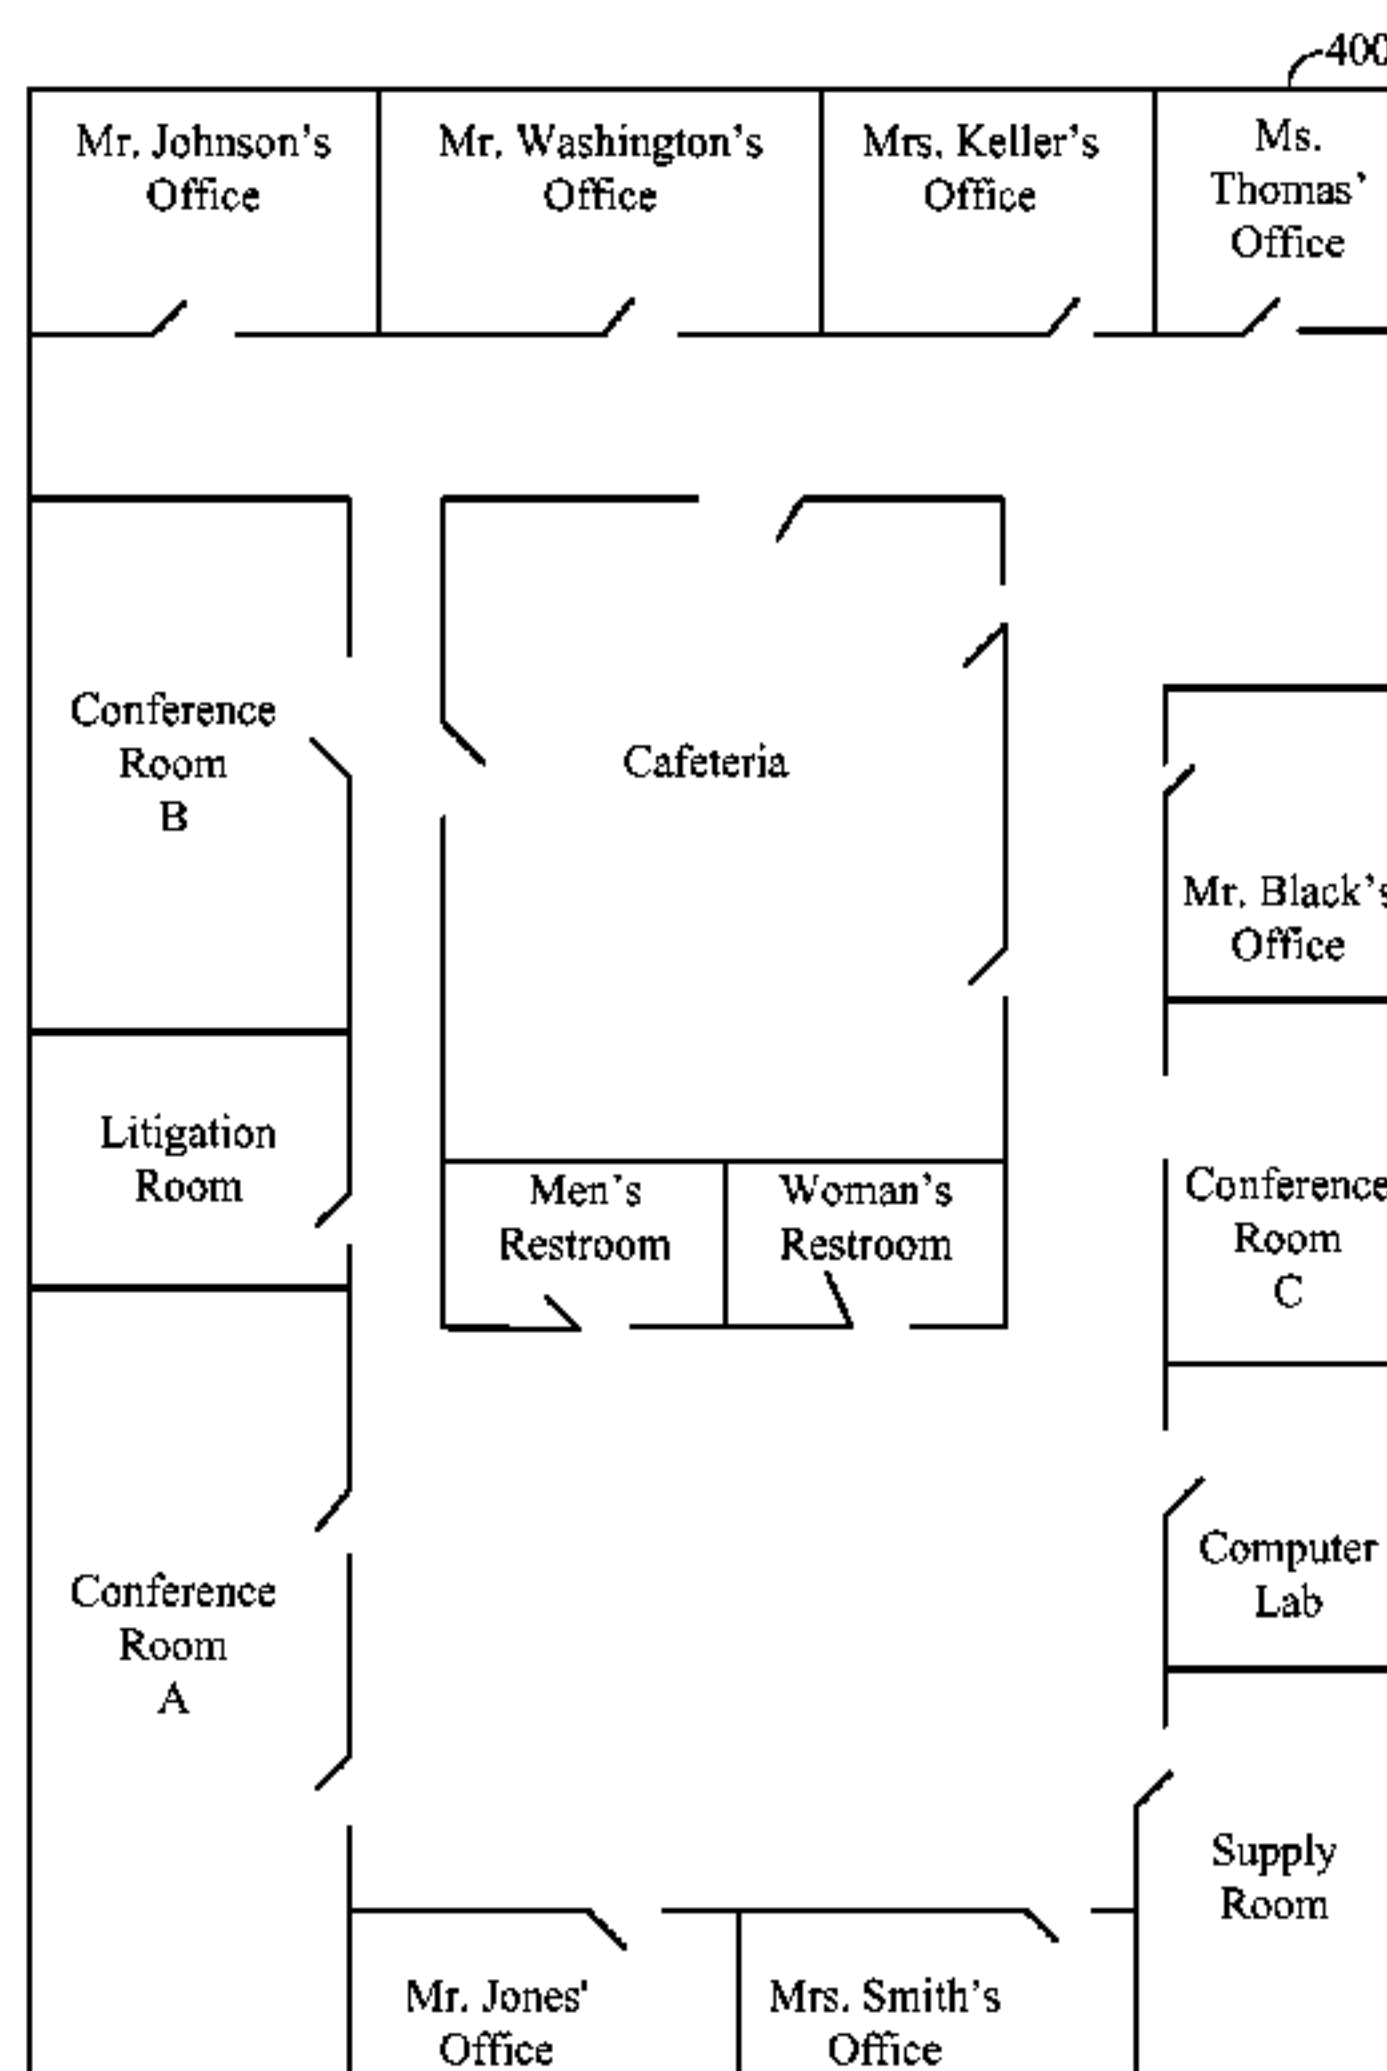 400
Mr. Johnson's
Office
Mr. Washington's
Office
Mrs. Keller's
Office
Ms.
Thomas'
Office
Conference
Room
B
Cafeteria
Mr. Black's
Office
Litigation
Room
Men's
Restroom
Woman's
Restroom
Conference
Room
C
Computer
Lab
Conference
Room
A
Supply
Room
Mr. Jones'
Office
Mrs. Smith's
Office